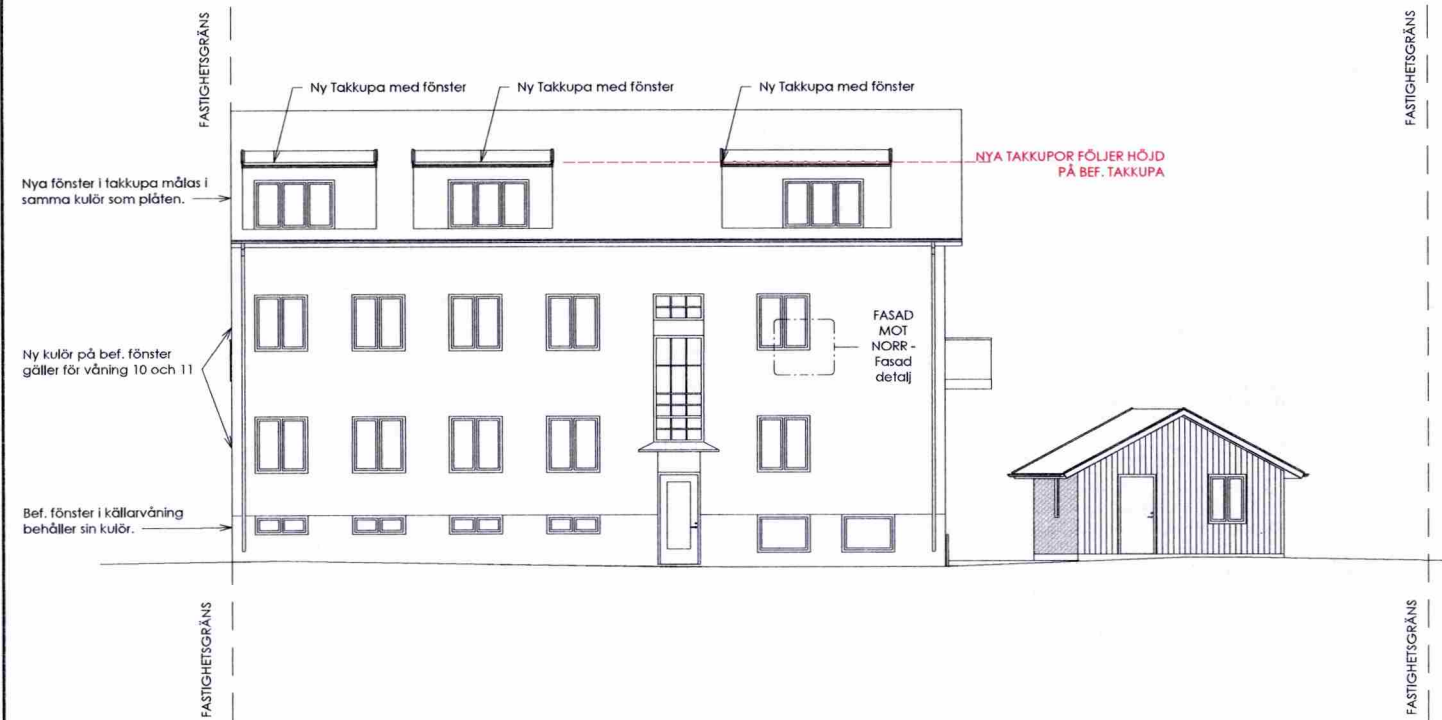 FASTIGHETSGRÄNS
FASTIGHETSGRÄNS
Ny Takkupa med fönster
Ny Takkupa med fönster
Ny Takkupa med fönster
NYA TAKKUPOR FÖLJER HÖJD
PÅ BEF. TAKKUPA
Nya fönster i takkupa målas i
samma kulör som plåten.
FASAD
MOT
NORR -
Fasad
detalj
Ny kulör på bef. fönster
gäller för våning 10 och 11
Bef. fönster i källarvåning
behåller sin kulör.
FASTIGHETSGRÄNS
FASTIGHETSGRÄNS